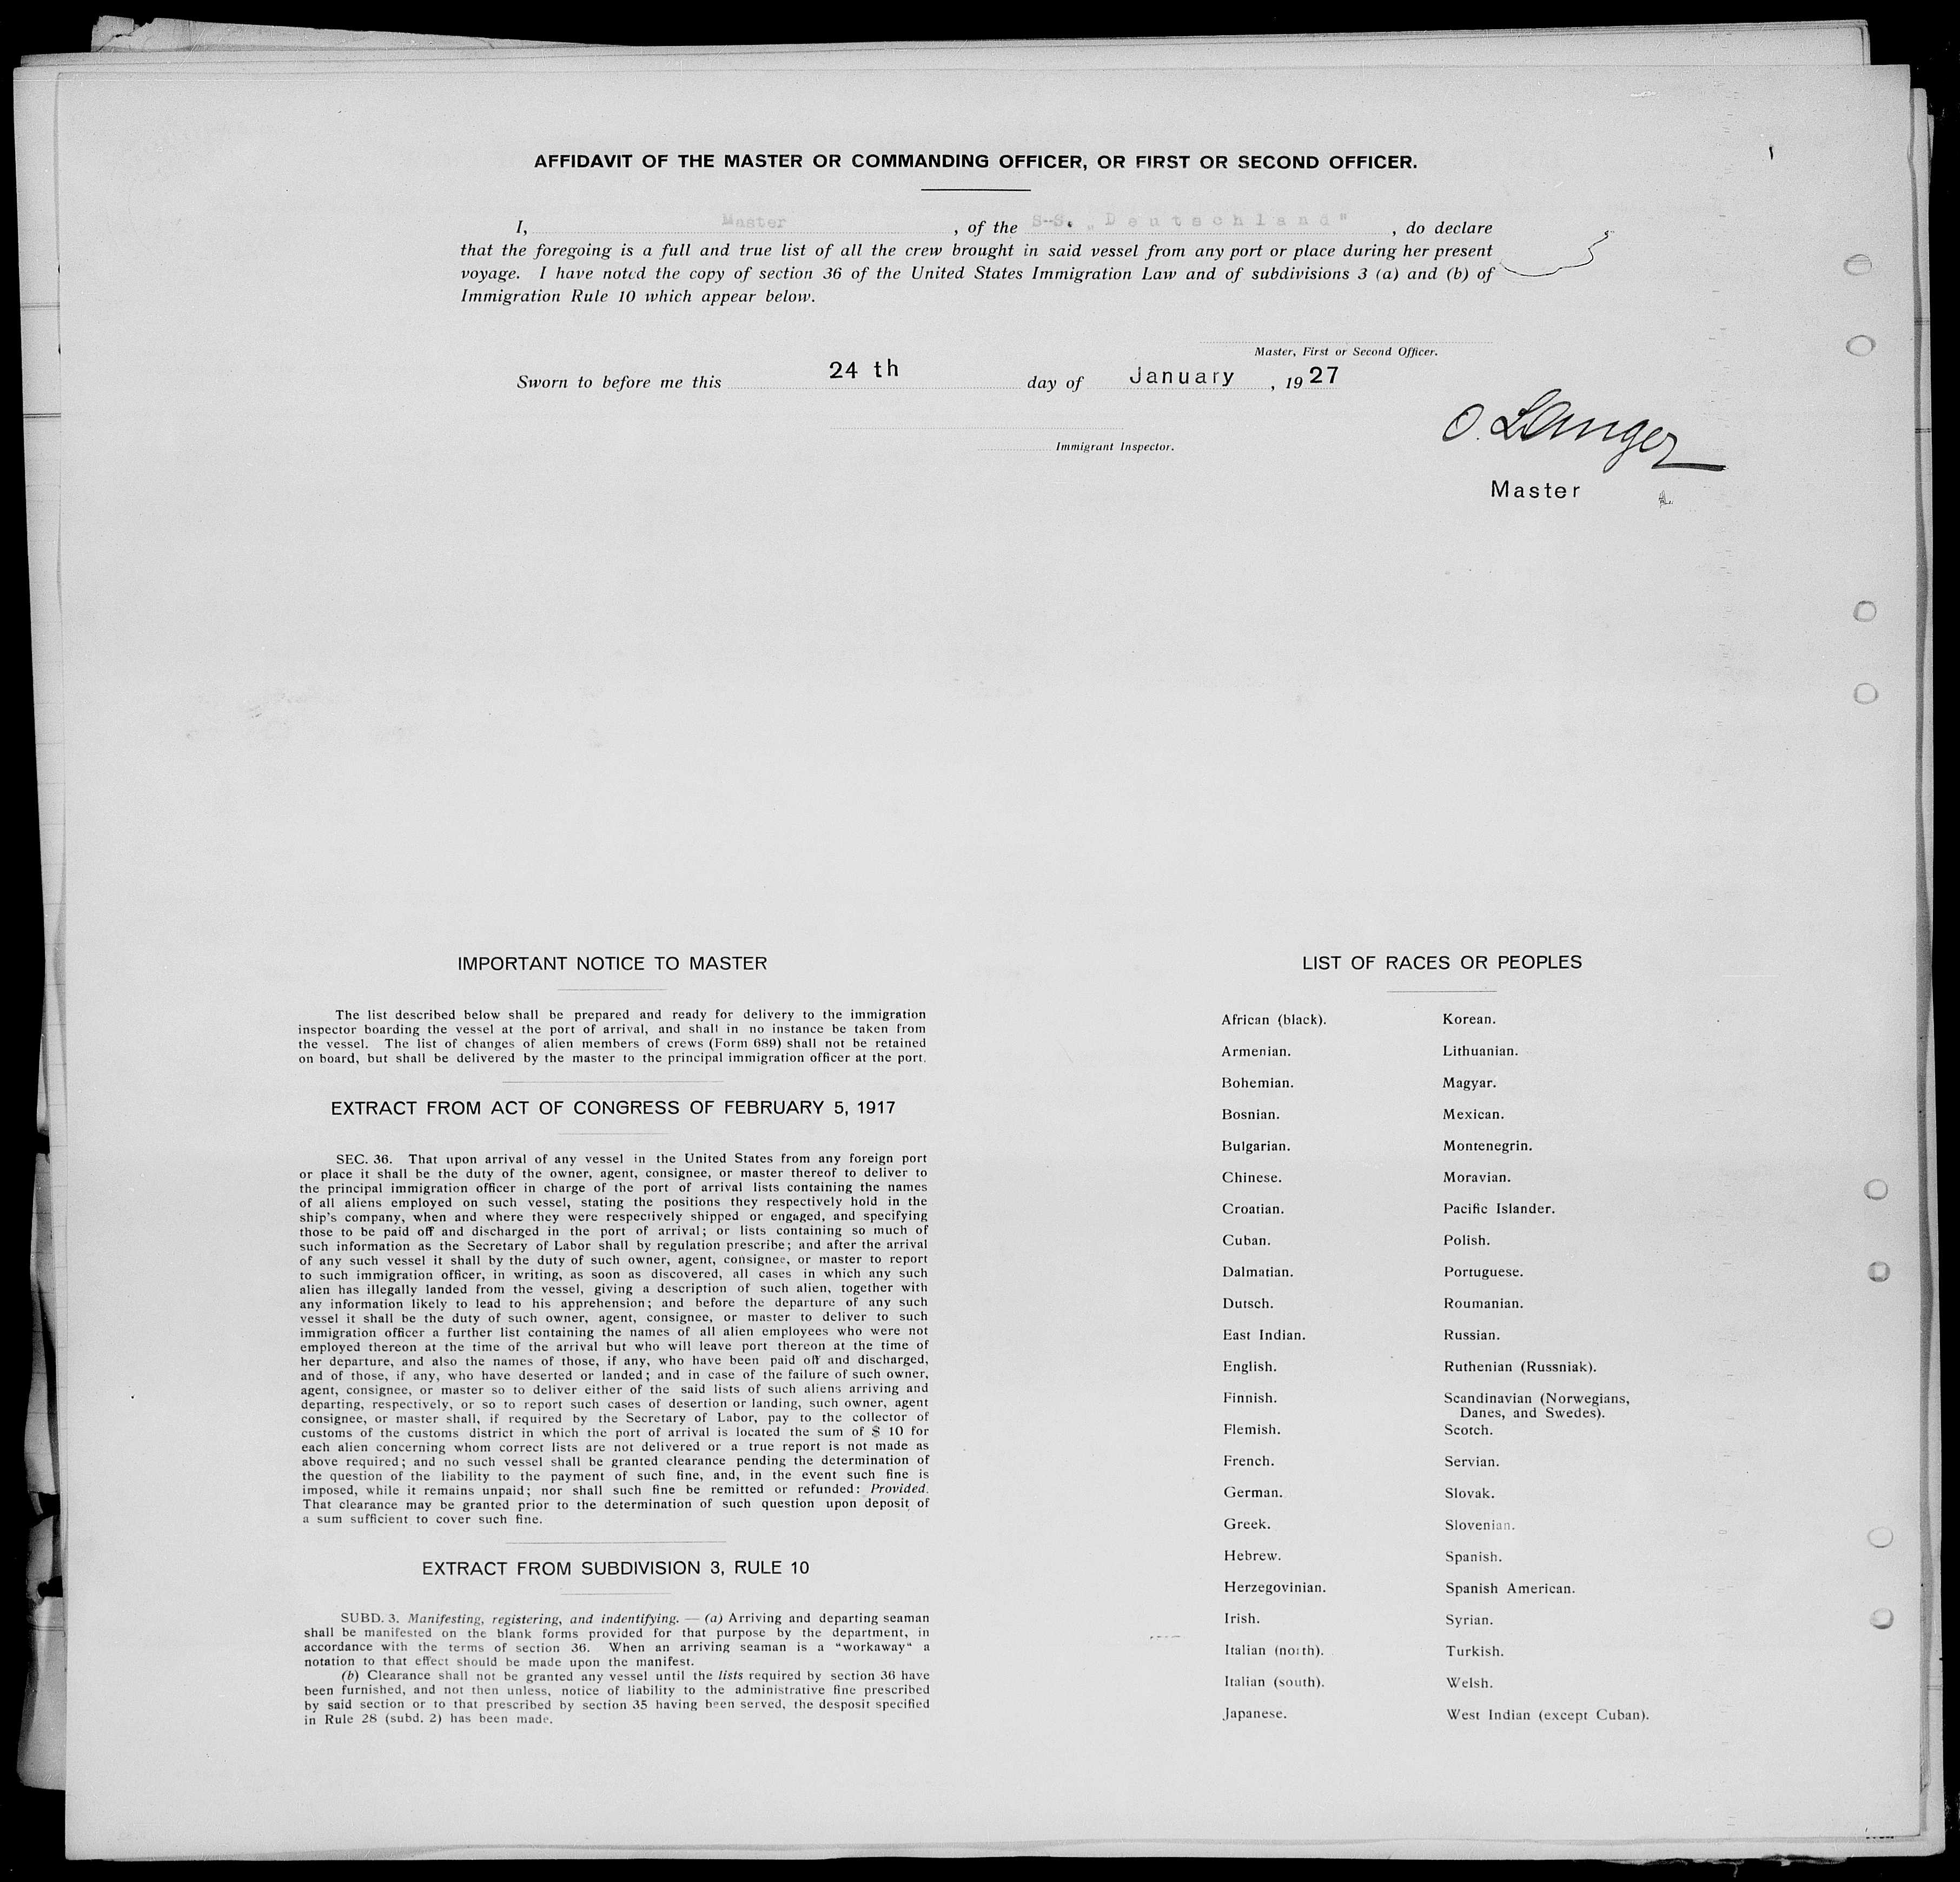 AFFIDAVIT OF THE MASTER OR COMMANDING OFFICER, OR FIRST OR SECOND OFFICER.
I, Master , of the S-S. „Deutschland" , do declare
that the foregoing is a full and true list of all the crew brought in said vessel from any port or place during her present
voyage. I have noted the copy of section 36 of the United States Immigration Law and of subdivisions 3 (a) and (b) of
Immigration Rule 10 which appear below.
Master, First or Second Officer.
Sworn to before me this 24 th day of January , 19 27
O. Langer
Immigrant Inspector.
Master
IMPORTANT NOTICE TO MASTER
The list described below shall be prepared and ready for delivery to the immigration
inspector boarding the vessel at the port of arrival, and shall in no instance be taken from
the vessel. The list of changes of alien members of crews (Form 689) shall not be retained
on board, but shall be delivered by the master to the principal immigration officer at the port.
EXTRACT FROM ACT OF CONGRESS OF FEBRUARY 5, 1917
SEC. 36. That upon arrival of any vessel in the United States from any foreign port
or place it shall be the duty of the owner, agent, consignee, or master thereof to deliver to
the principal immigration officer in charge of the port of arrival lists containing the names
of all aliens employed on such vessel, stating the positions they respectively hold in the
ship's company, when and where they were respectively shipped or engaged, and specifying
those to be paid off and discharged in the port of arrival; or lists containing so much of
such information as the Secretary of Labor shall by regulation prescribe; and after the arrival
of any such vessel it shall by the duty of such owner, agent, consignee, or master to report
to such immigration officer, in writing, as soon as discovered, all cases in which any such
alien has illegally landed from the vessel, giving a description of such alien, together with
any information likely to lead to his apprehension; and before the departure of any such
vessel it shall be the duty of such owner, agent, consignee, or master to deliver to such
immigration officer a further list containing the names of all alien employees who were not
employed thereon at the time of the arrival but who will leave port thereon at the time of
her departure, and also the names of those, if any, who have been paid off and discharged,
and of those, if any, who have deserted or landed; and in case of the failure of such owner,
agent, consignee, or master so to deliver either of the said lists of such aliens arriving and
departing, respectively, or so to report such cases of desertion or landing, such owner, agent
consignee, or master shall, if required by the Secretary of Labor, pay to the collector of
customs of the customs district in which the port of arrival is located the sum of $ 10 for
each alien concerning whom correct lists are not delivered or a true report is not made as
above required; and no such vessel shall be granted clearance pending the determination of
the question of the liability to the payment of such fine, and, in the event such fine is
imposed, while it remains unpaid; nor shall such fine be remitted or refunded: Provided.
That clearance may be granted prior to the determination of such question upon deposit of
a sum sufficient to cover such fine.
EXTRACT FROM SUBDIVISION 3, RULE 10
SUBD. 3. Manifesting, registering, and indentifying. — (a) Arriving and departing seaman
shall be manifested on the blank forms provided for that purpose by the department, in
accordance with the terms of section 36. When an arriving seaman is a "workaway" a
notation to that effect should be made upon the manifest.
(b) Clearance shall not be granted any vessel until the lists required by section 36 have
been furnished, and not then unless, notice of liability to the administrative fine prescribed
by said section or to that prescribed by section 35 having been served, the desposit specified
in Rule 28 (subd. 2) has been made.
LIST OF RACES OR PEOPLES
African (black). Korean.
Armenian. Lithuanian.
Bohemian. Magyar.
Bosnian. Mexican.
Bulgarian. Montenegrin.
Chinese. Moravian.
Croatian. Pacific Islander.
Cuban. Polish.
Dalmatian. Portuguese.
Dutsch. Roumanian.
East Indian. Russian.
English. Ruthenian (Russniak).
Finnish. Scandinavian (Norwegians,
Danes, and Swedes).
Flemish. Scotch.
French. Servian.
German. Slovak.
Greek. Slovenian.
Hebrew. Spanish.
Herzegovinian. Spanish American.
Irish. Syrian.
Italian (north). Turkish.
Italian (south). Welsh.
Japanese. West Indian (except Cuban).